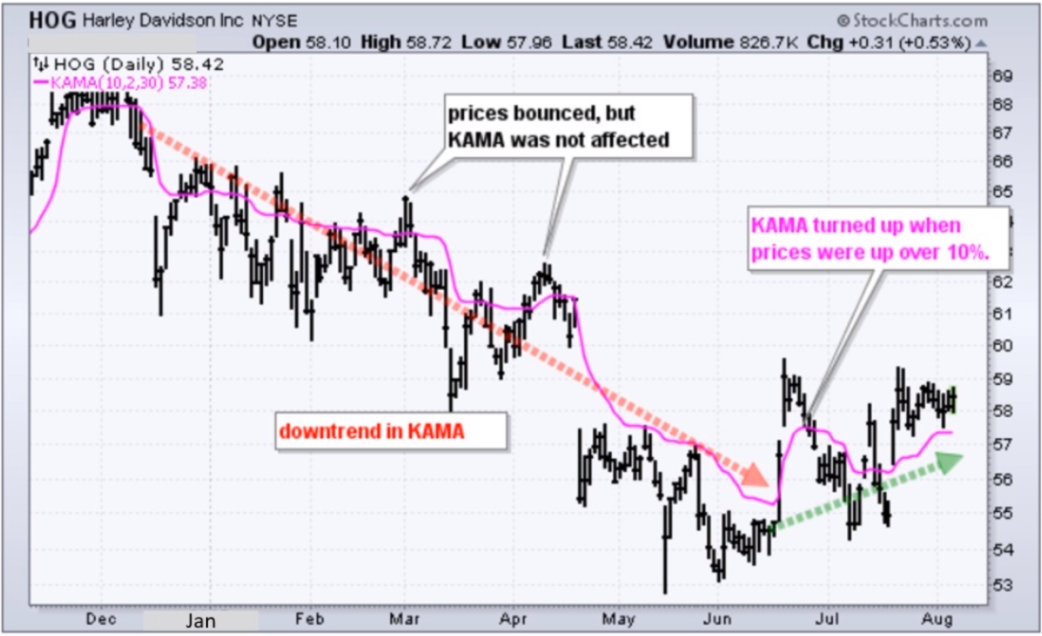 HOG Harley Davidson Inc NYSE
© StockCharts.com
Open 58.10 High 58.72 Low 57.96 Last 58.42 Volume 826.7K Chg +0.31 (+0.53%)
HOG (Daily) 58.42
KAMA(10,2,30) 57.38
prices bounced, but
KAMA was not affected
KAMA turned up when
prices were up over 10%.
downtrend in KAMA
69
68
67
66
65
62
61
60
59
58
57
56
55
54
53
Dec Jan Feb Mar Apr May Jun Jul Aug